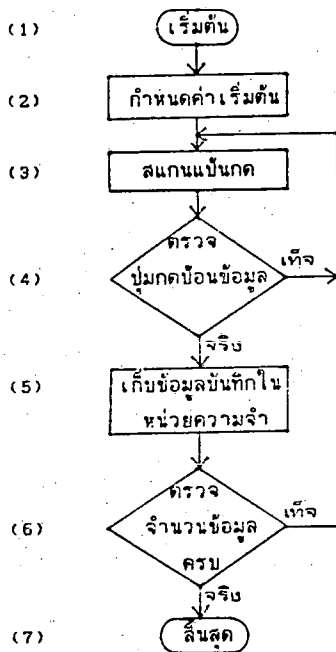 (1) เริ่มต้น
(2) กำหนดค่าเริ่มต้น
(3) สแกนแป้นกด
ตรวจ
(4) ปุ่มกดป้อนข้อมูล เท็จ
จริง
(5) เก็บข้อมูลบันทึกใน
หน่วยความจำ
ตรวจ
(6) จำนวนข้อมูล เท็จ
ครบ
จริง
(7) สิ้นสุด